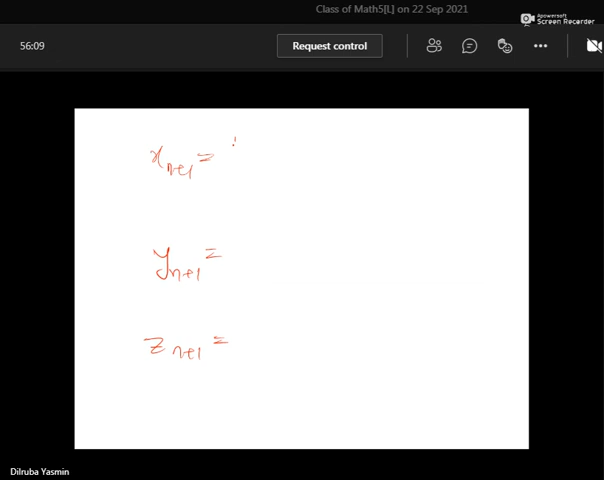 Class of Math5[L] on 22 Sep 2021
Apowersoft
Screen Recorder
56:09
Request control
x_{n+1} =
y_{n+1} =
z_{n+1} =
Dilruba Yasmin